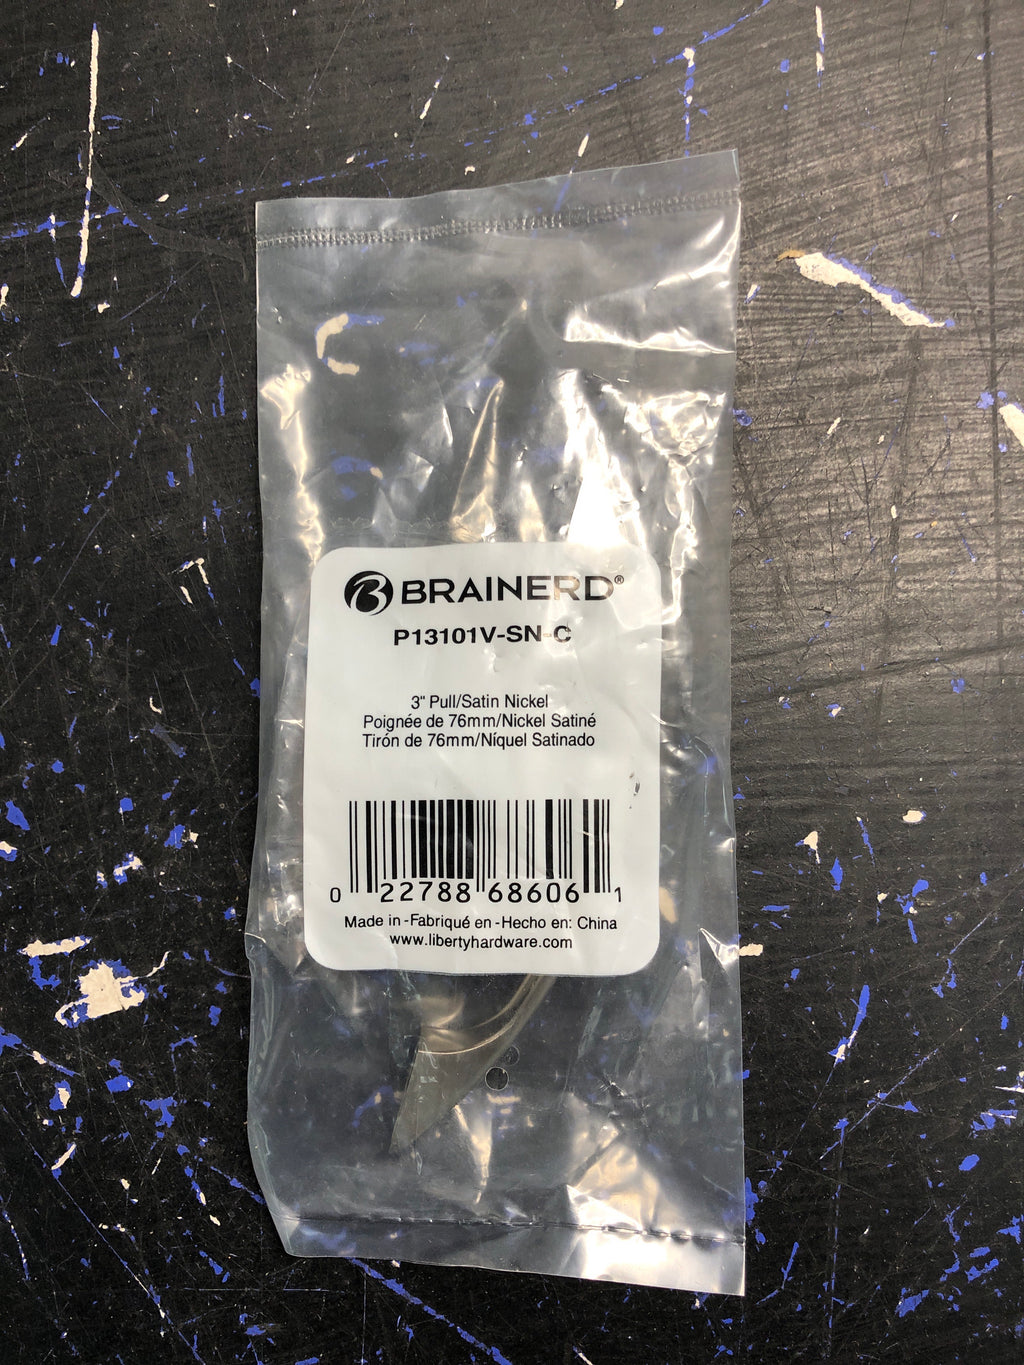 BRAINERD®
P13101V-SN-C
3" Pull/Satin Nickel
Poignée de 76mm/Nickel Satiné
Tirón de 76mm/Níquel Satinado
0 22788 68606 1
Made in -Fabriqué en -Hecho en: China
www.libertyhardware.com